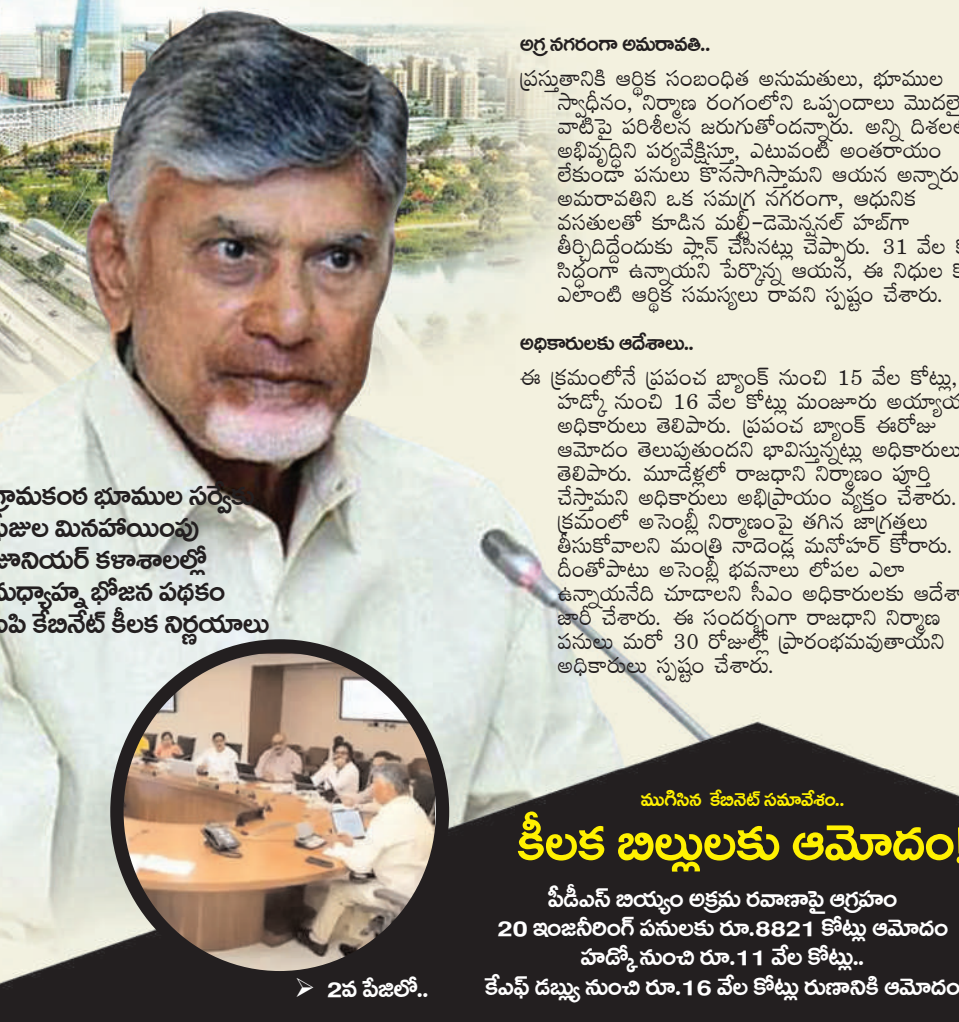 అగ్ర నగరంగా అమరావతి..
ప్రస్తుతానికి ఆర్థిక సంబంధిత అనుమతులు, భూముల
స్వాధీనం, నిర్మాణ రంగంలోని ఒప్పందాలు
వాటిపై పరిశీలన జరుగుతోందన్నారు. అన్ని
అభివృద్ధిని పర్యవేక్షిస్తూ, ఎటువంటి అంతరాయం
లేకుండా పనులు కొనసాగిస్తామని ఆయన అన్నారు
అమరావతిని ఒక సమగ్ర నగరంగా, ఆధునిక
వసతులతో కూడిన మల్టీ-డెమెన్షనల్ హబ్‌గా
తీర్చిదిద్దేందుకు ప్లాన్ చేసినట్లు చెప్పారు. 31 వేల
సిద్ధంగా ఉన్నాయని పేర్కొన్న ఆయన, ఈ నిధుల
ఎలాంటి ఆర్థిక సమస్యలు రావని స్పష్టం చేశారు.
అధికారులకు ఆదేశాలు..
ఈ క్రమంలోనే ప్రపంచ బ్యాంక్ నుంచి 15 వేల కోట్లు,
హడ్కో నుంచి 16 వేల కోట్లు మంజూరు
అధికారులు తెలిపారు. ప్రపంచ బ్యాంక్ ఈరోజు
ఆమోదం తెలుపుతుందని భావిస్తున్నట్లు అధికారులు
తెలిపారు. మూడేళ్లలో రాజధాని నిర్మాణం పూర్తి
చేస్తామని అధికారులు అభిప్రాయం వ్యక్తం చేశారు.
క్రమంలో అసెంబ్లీ నిర్మాణంపై తగిన జాగ్రత్తలు
తీసుకోవాలని మంత్రి నాదెండ్ల మనోహర్ కోరారు.
దీంతోపాటు అసెంబ్లీ భవనాలు లోపల ఎలా
ఉన్నాయనేది చూడాలని సీఎం అధికారులకు
జారీ చేశారు. ఈ సందర్భంగా రాజధాని నిర్మాణ
పనులు మరో 30 రోజుల్లో ప్రారంభమవుతాయని
అధికారులు స్పష్టం చేశారు.
గ్రామకంఠ భూముల
మినహాయింపు
జూనియర్ కళాశాలల్లో
మధ్యాహ్న భోజన పథకం
కేబినేట్ కీలక నిర్ణయాలు
ముగిసిన కేబినెట్ సమావేశం..
కీలక బిల్లులకు ఆమోదం!
పీడీఎస్ బియ్యం అక్రమ రవాణాపై ఆగ్రహం
20 ఇంజనీరింగ్ పనులకు రూ.8821 కోట్లు ఆమోదం
హడ్కో నుంచి రూ.11 వేల కోట్లు..
కేఎఫ్ డబ్ల్యు నుంచి రూ.16 వేల కోట్లు రుణానికి ఆమోదం
➢ 2వ పేజిలో..